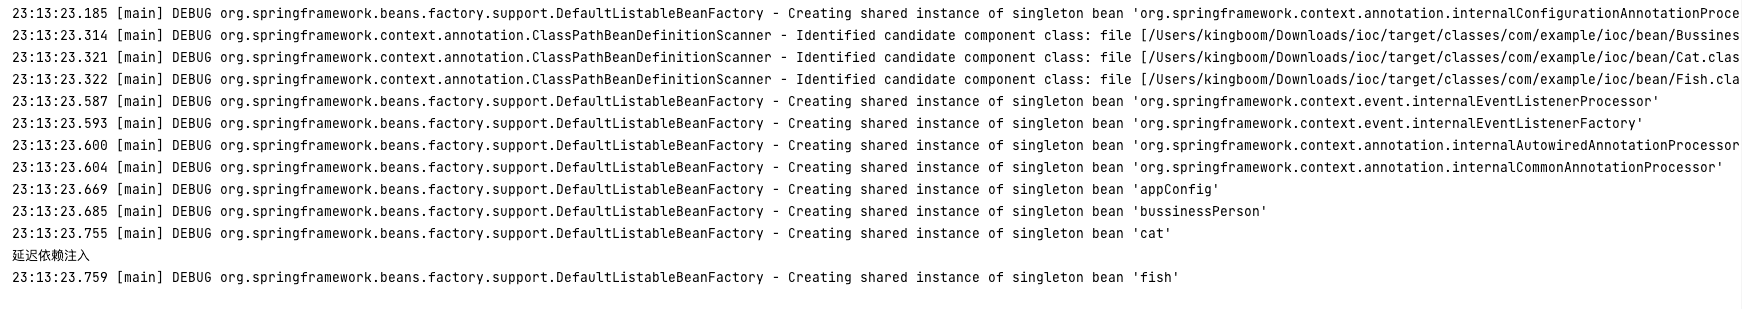 23:13:23.185 [main] DEBUG org.springframework.beans.factory.support.DefaultListableBeanFactory - Creating shared instance of singleton bean 'org.springframework.context.annotation.internalConfigurationAnnotationProce
23:13:23.314 [main] DEBUG org.springframework.context.annotation.ClassPathBeanDefinitionScanner - Identified candidate component class: file [/Users/kingboom/Downloads/ioc/target/classes/com/example/ioc/bean/Bussines
23:13:23.321 [main] DEBUG org.springframework.context.annotation.ClassPathBeanDefinitionScanner - Identified candidate component class: file [/Users/kingboom/Downloads/ioc/target/classes/com/example/ioc/bean/Cat.clas
23:13:23.322 [main] DEBUG org.springframework.context.annotation.ClassPathBeanDefinitionScanner - Identified candidate component class: file [/Users/kingboom/Downloads/ioc/target/classes/com/example/ioc/bean/Fish.cla
23:13:23.587 [main] DEBUG org.springframework.beans.factory.support.DefaultListableBeanFactory - Creating shared instance of singleton bean 'org.springframework.context.event.internalEventListenerProcessor'
23:13:23.593 [main] DEBUG org.springframework.beans.factory.support.DefaultListableBeanFactory - Creating shared instance of singleton bean 'org.springframework.context.event.internalEventListenerFactory'
23:13:23.600 [main] DEBUG org.springframework.beans.factory.support.DefaultListableBeanFactory - Creating shared instance of singleton bean 'org.springframework.context.annotation.internalAutowiredAnnotationProcessor
23:13:23.604 [main] DEBUG org.springframework.beans.factory.support.DefaultListableBeanFactory - Creating shared instance of singleton bean 'org.springframework.context.annotation.internalCommonAnnotationProcessor'
23:13:23.669 [main] DEBUG org.springframework.beans.factory.support.DefaultListableBeanFactory - Creating shared instance of singleton bean 'appConfig'
23:13:23.685 [main] DEBUG org.springframework.beans.factory.support.DefaultListableBeanFactory - Creating shared instance of singleton bean 'bussinessPerson'
23:13:23.755 [main] DEBUG org.springframework.beans.factory.support.DefaultListableBeanFactory - Creating shared instance of singleton bean 'cat'
延迟依赖注入
23:13:23.759 [main] DEBUG org.springframework.beans.factory.support.DefaultListableBeanFactory - Creating shared instance of singleton bean 'fish'